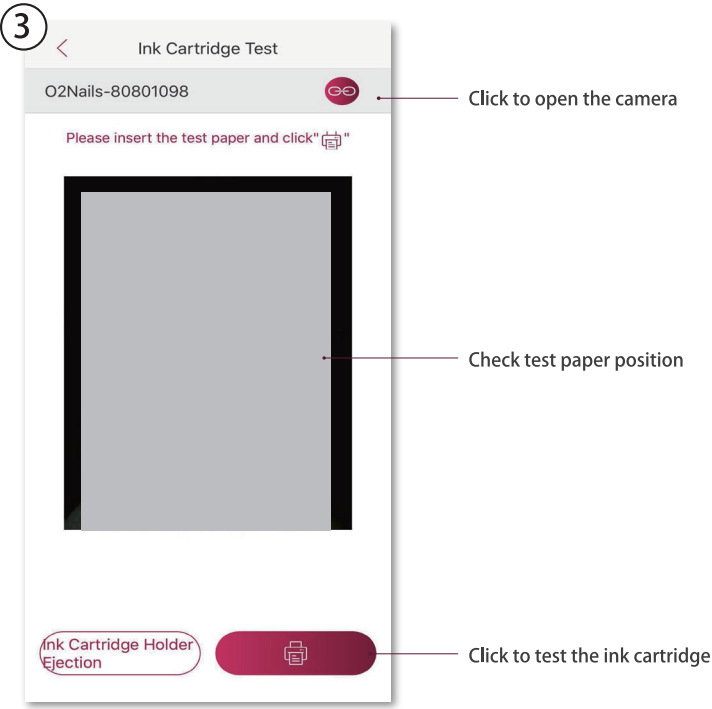 3
Ink Cartridge Test
O2Nails-80801098
Click to open the camera
Please insert the test paper and click" "
Check test paper position
Ink Cartridge Holder
Ejection
Click to test the ink cartridge